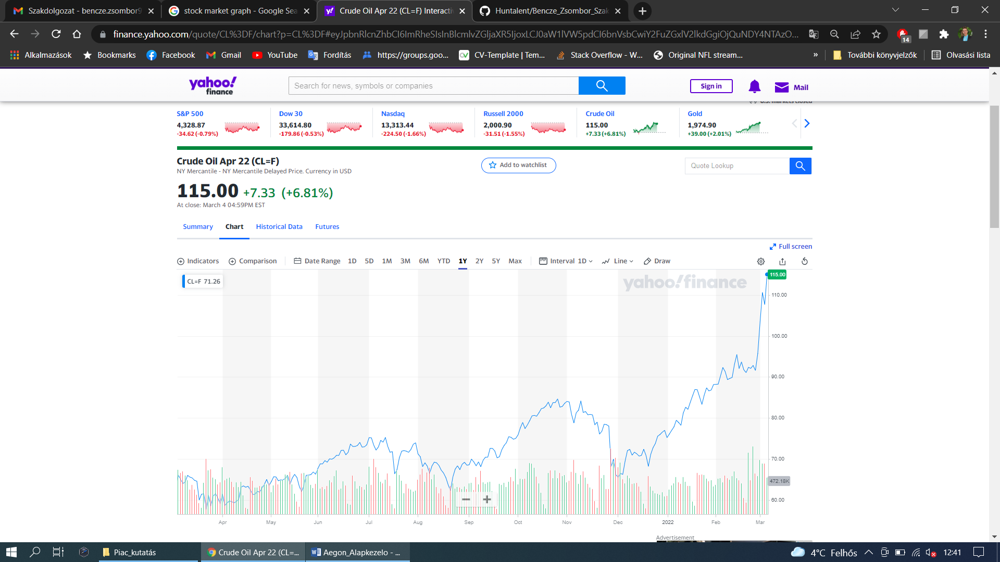 Szakdolgozat - bencze.zsombor9
stock market graph - Google Sea
Crude Oil Apr 22 (CL=F) Interactiv
Huntalent/Bencze_Zsombor_Szak
finance.yahoo.com/quote/CL%3DF/chart?p=CL%3DF#
14
Alkalmazások Bookmarks Facebook Gmail YouTube Fordítás https://groups.goo... CV-Template | Tem... Stack Overflow - W... Original NFL stream... » További könyvjelzők Olvasási lista
yahoo!
finance
Search for news, symbols or companies
Sign in
Mail
U.S. markets closed
S&P 500 Dow 30 Nasdaq Russell 2000 Crude Oil Gold
4,328.87 33,614.80 13,313.44 2,000.90 115.00 1,974.90
-34.62 (-0.79%) -179.86 (-0.53%) -224.50 (-1.66%) -31.51 (-1.55%) +7.33 (+6.81%) +39.00 (+2.01%)
Crude Oil Apr 22 (CL=F)
NY Mercantile - NY Mercantile Delayed Price. Currency in USD
Add to watchlist
Quote Lookup
115.00 +7.33 (+6.81%)
At close: March 4 04:59PM EST
Summary Chart Historical Data Futures
Full screen
Indicators Comparison Date Range 1D 5D 1M 3M 6M YTD 1Y 2Y 5Y Max Interval 1D Line Draw
CL=F 71.26
yahoo!finance
115.00
110.00
100.00
90.00
80.00
70.00
472.18K
60.00
Apr May Jun Jul Aug Sep Oct Nov Dec 2022 Feb Mar
Advertisement
Piac_kutatás
Crude Oil Apr 22 (CL=...
Aegon_Alapkezelo - ...
4°C Felhős
12:41